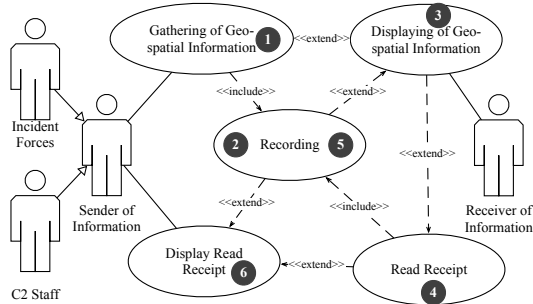 Gathering of Geo-
spatial Information
1
<<extend>>
3
Displaying of Geo-
spatial Information
Incident
Forces
<<include>>
<<extend>>
2
Recording
5
<<extend>>
Sender of
Information
<<extend>>
<<include>>
Receiver of
Information
Display Read
Receipt
6
<<extend>>
Read Receipt
4
C2 Staff